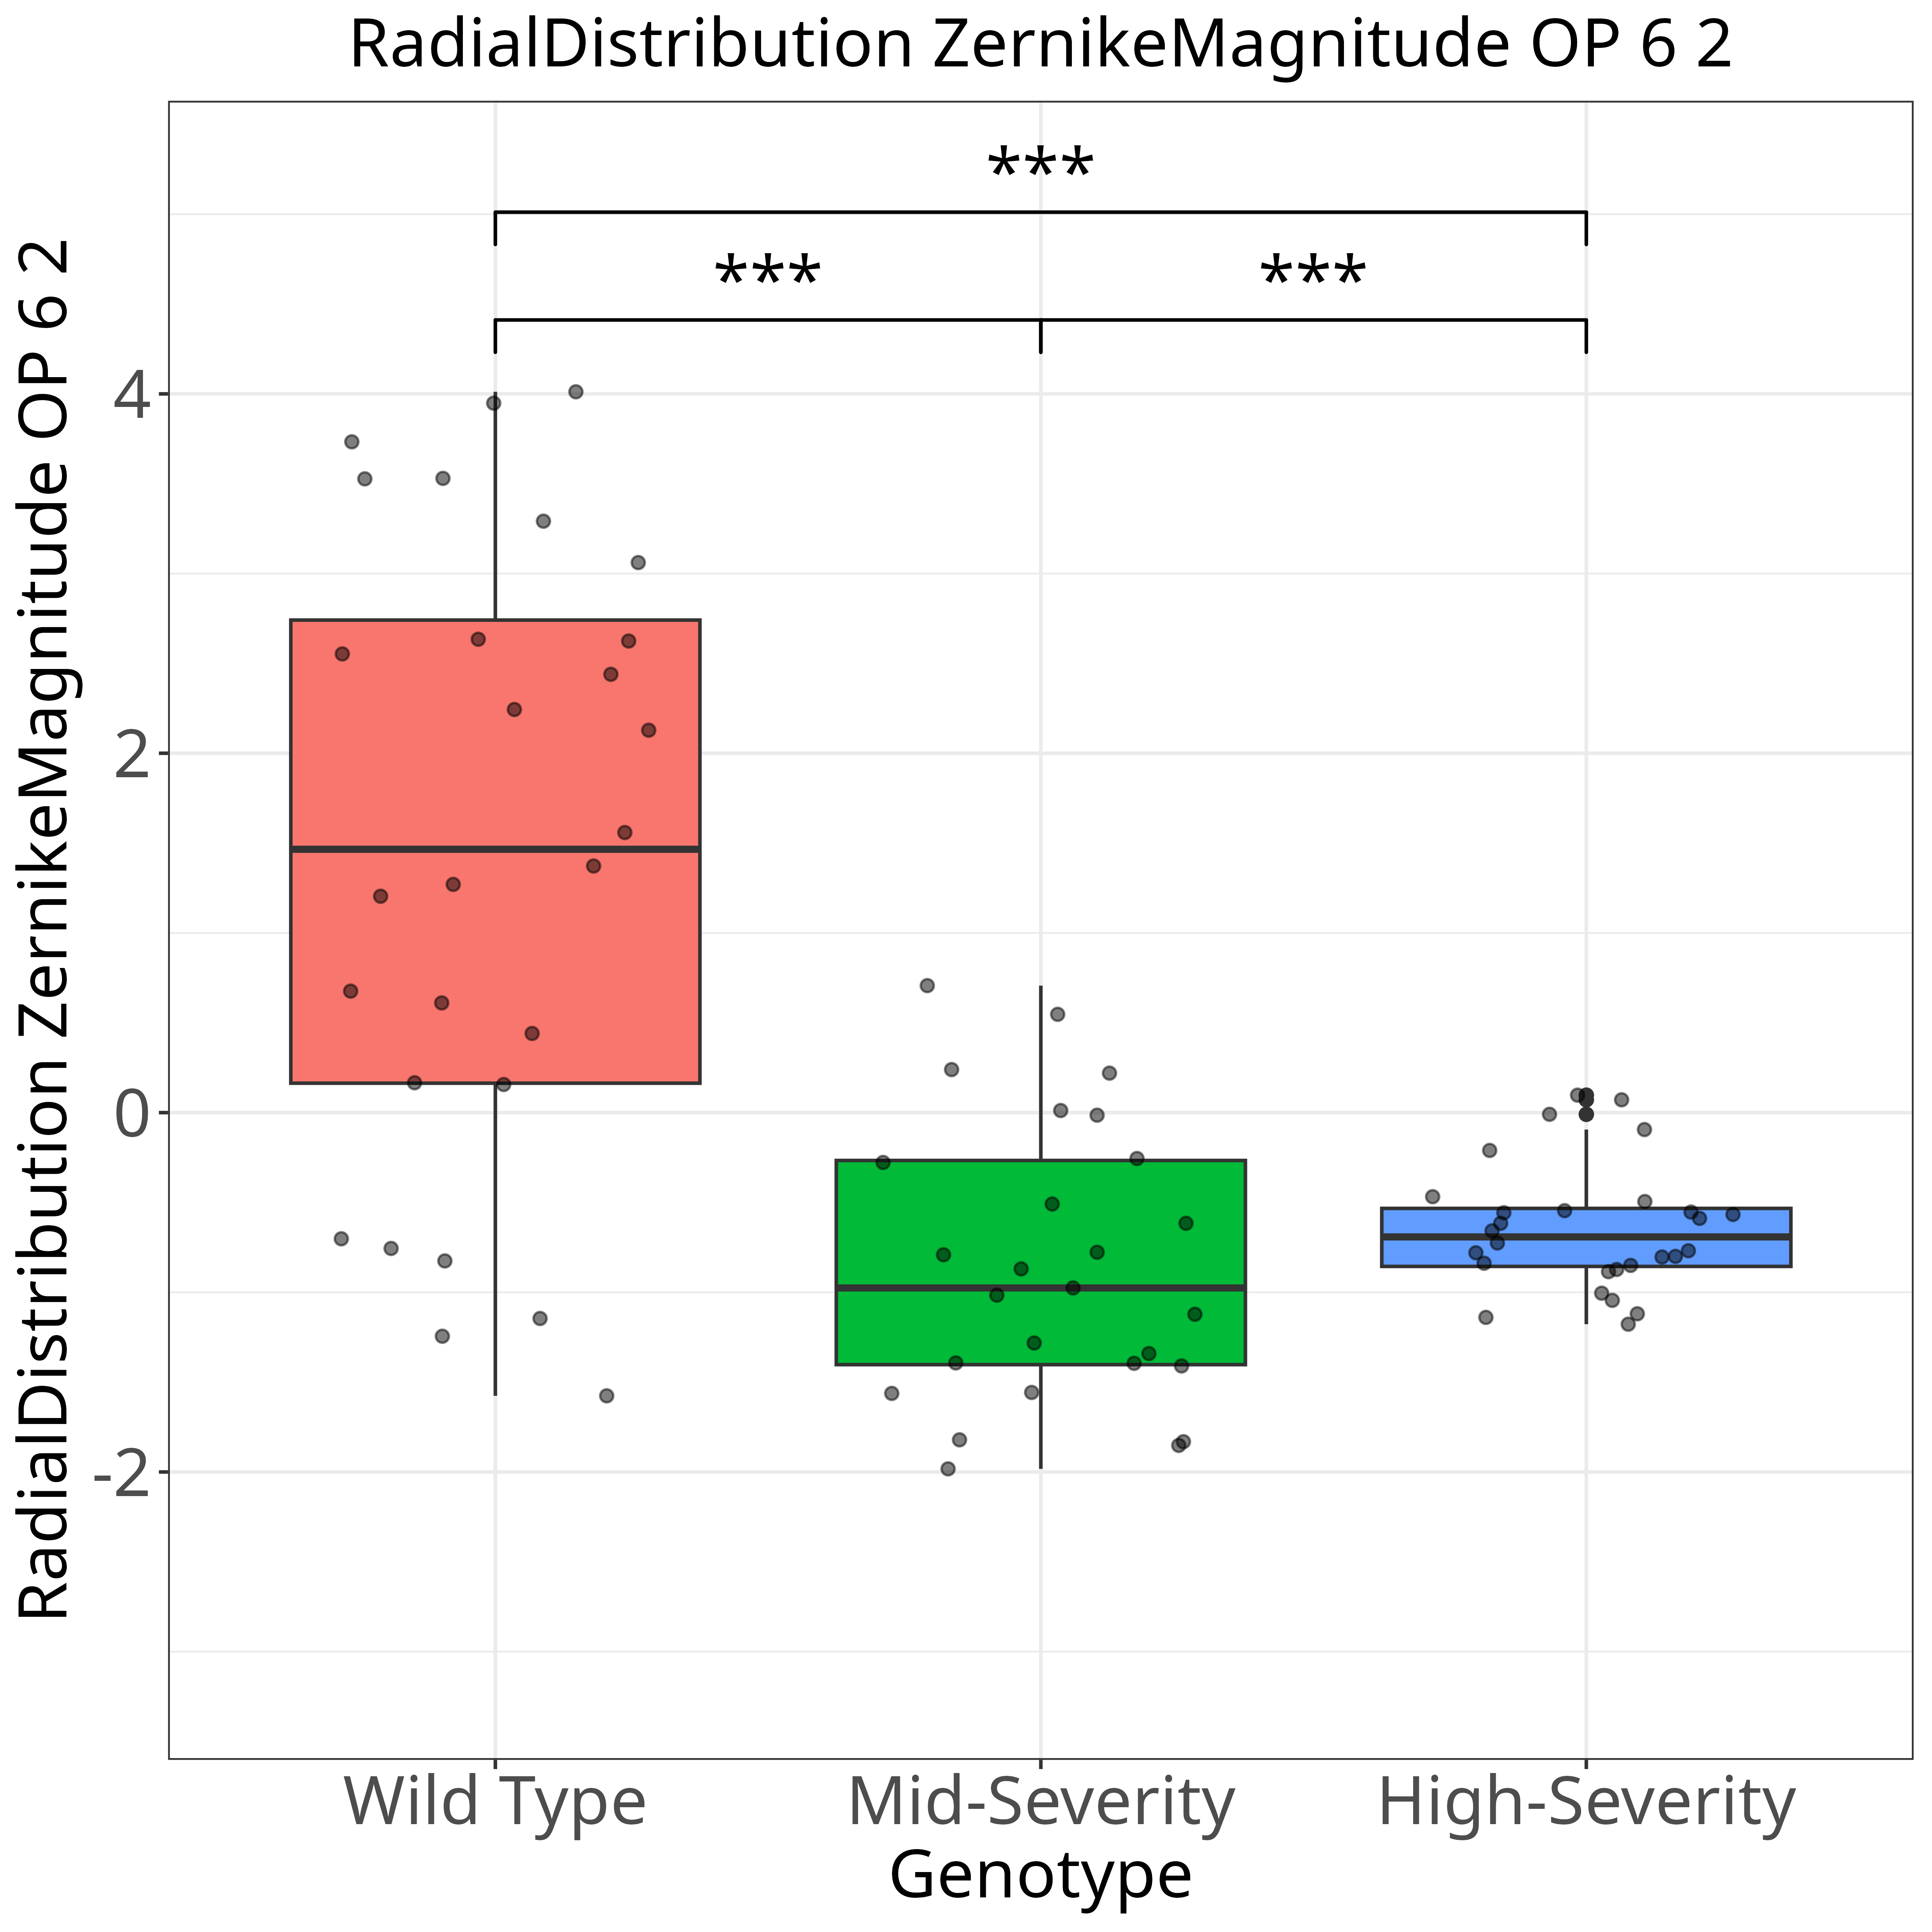 RadialDistribution ZernikeMagnitude OP 6 2
***
*** ***
RadialDistribution ZernikeMagnitude OP 6 2
4
2
0
-2
Wild Type Mid-Severity High-Severity
Genotype